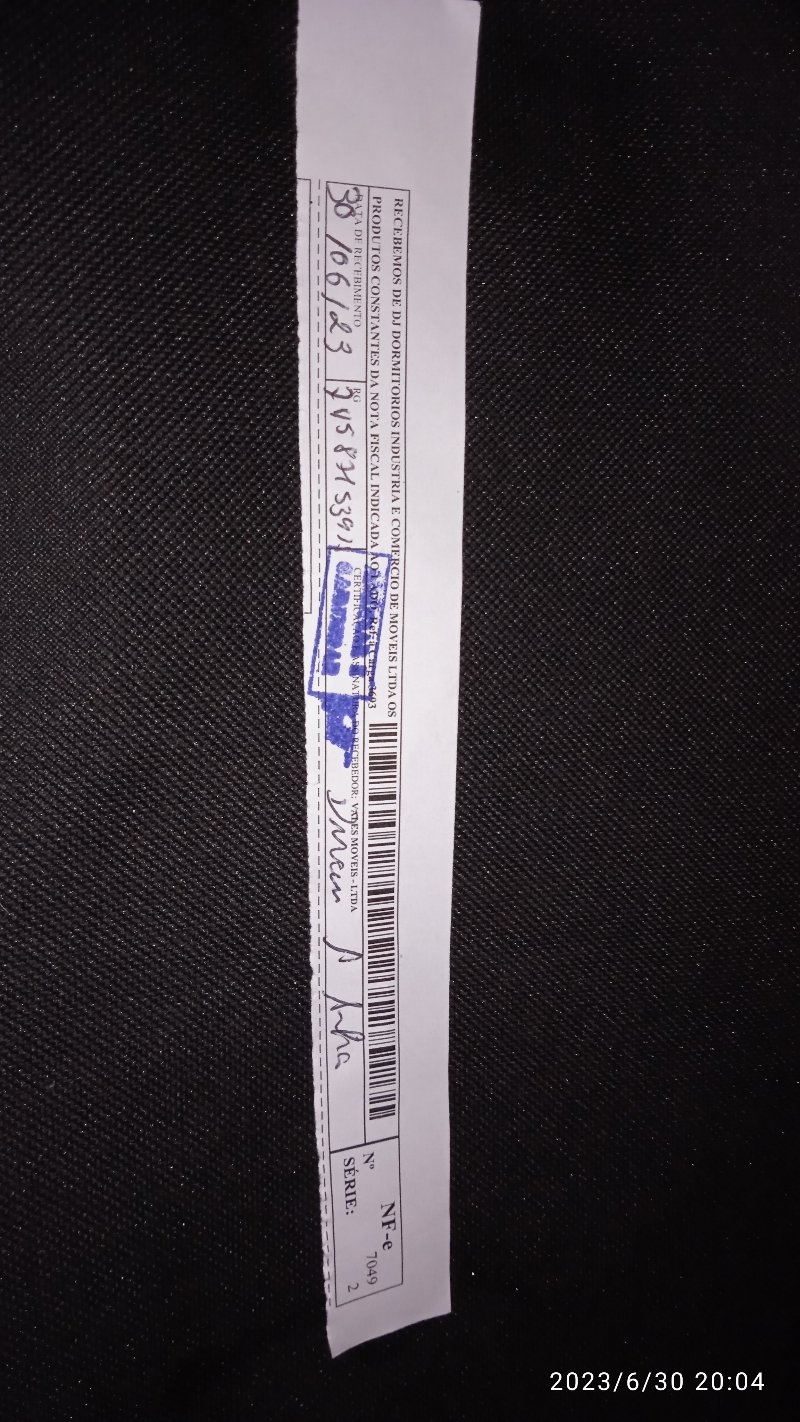 RECEBEMOS DE DJ DORMITORIOS INDUSTRIA E COMERCIO DE MOVEIS LTDA OS
PRODUTOS CONSTANTES DA NOTA FISCAL INDICADA AO LADO
DATA DE RECEBIMENTO
30/06/23
RG
CERTIFICAÇÃO E ASSINATURA DO RECEBEDOR: VALES MOVEIS - LTDA
NF-e
Nº 7049
SÉRIE: 2
2023/6/30 20:04